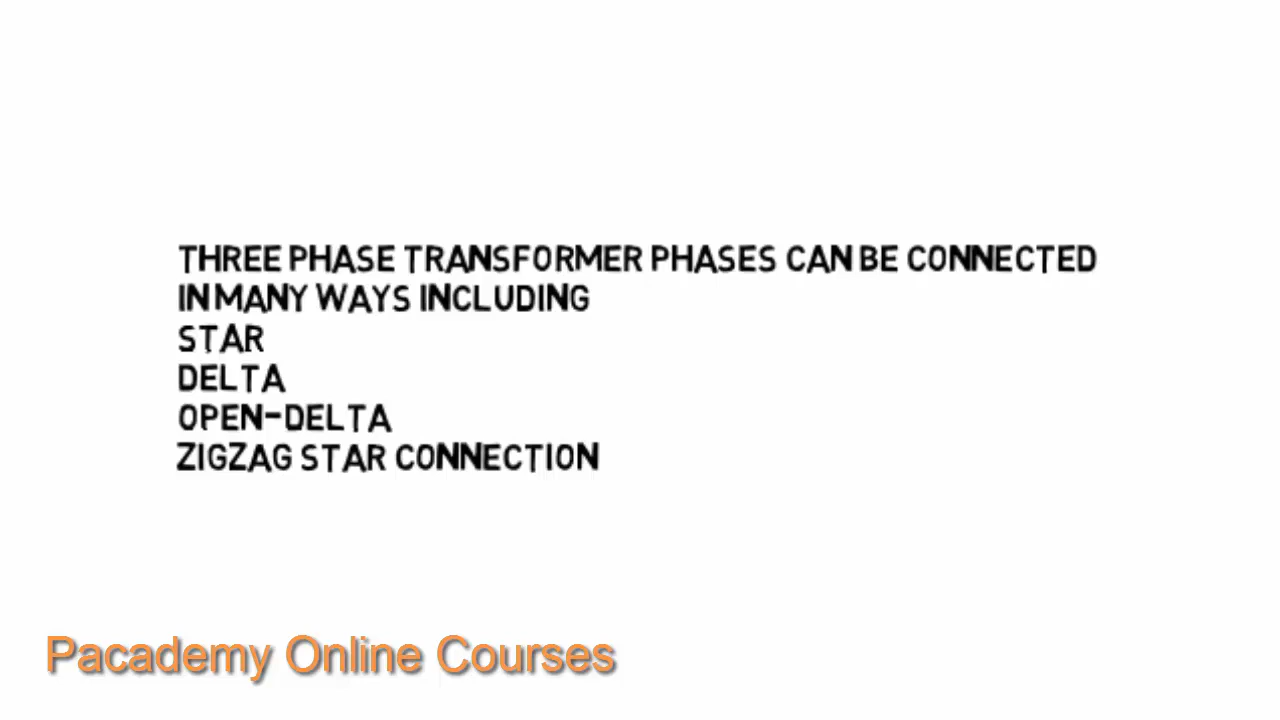 THREE PHASE TRANSFORMER PHASES CAN BE CONNECTED
IN MANY WAYS INCLUDING
STAR
DELTA
OPEN-DELTA
ZIGZAG STAR CONNECTION
Pacademy Online Courses